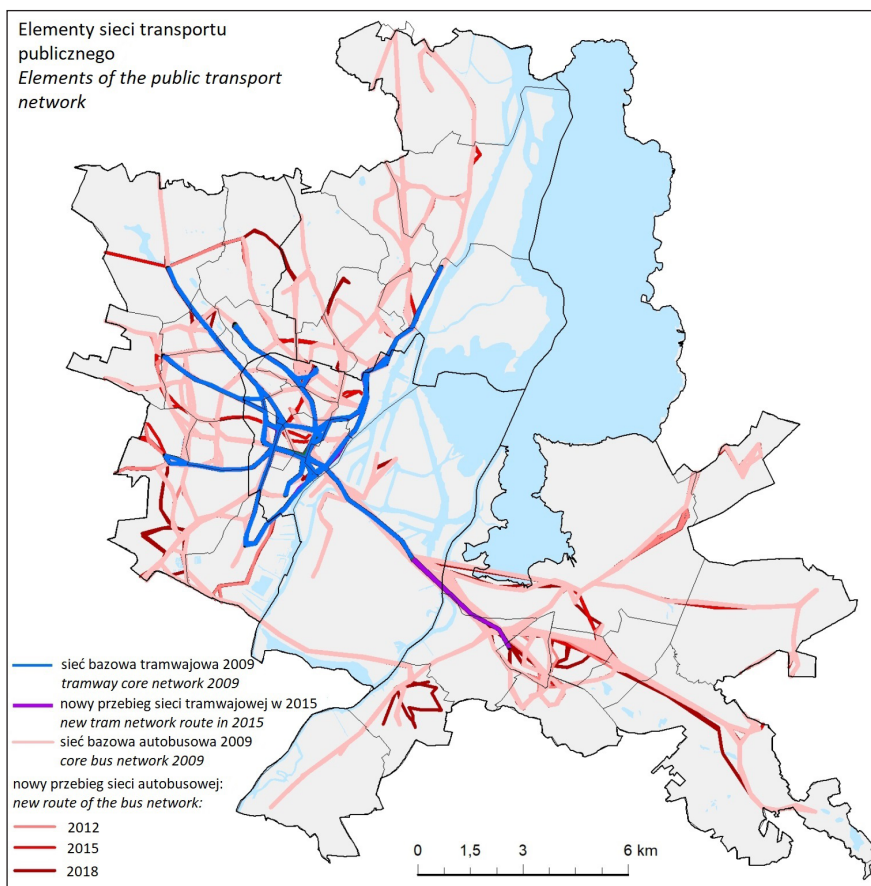 Elementy sieci transportu
publicznego
Elements of the public transport
network
sieć bazowa tramwajowa 2009
tramway core network 2009
nowy przebieg sieci tramwajowej w 2015
new tram network route in 2015
sieć bazowa autobusowa 2009
core bus network 2009
nowy przebieg sieci autobusowej:
new route of the bus network:
2012
2015
2018
0 1,5 3 6 km